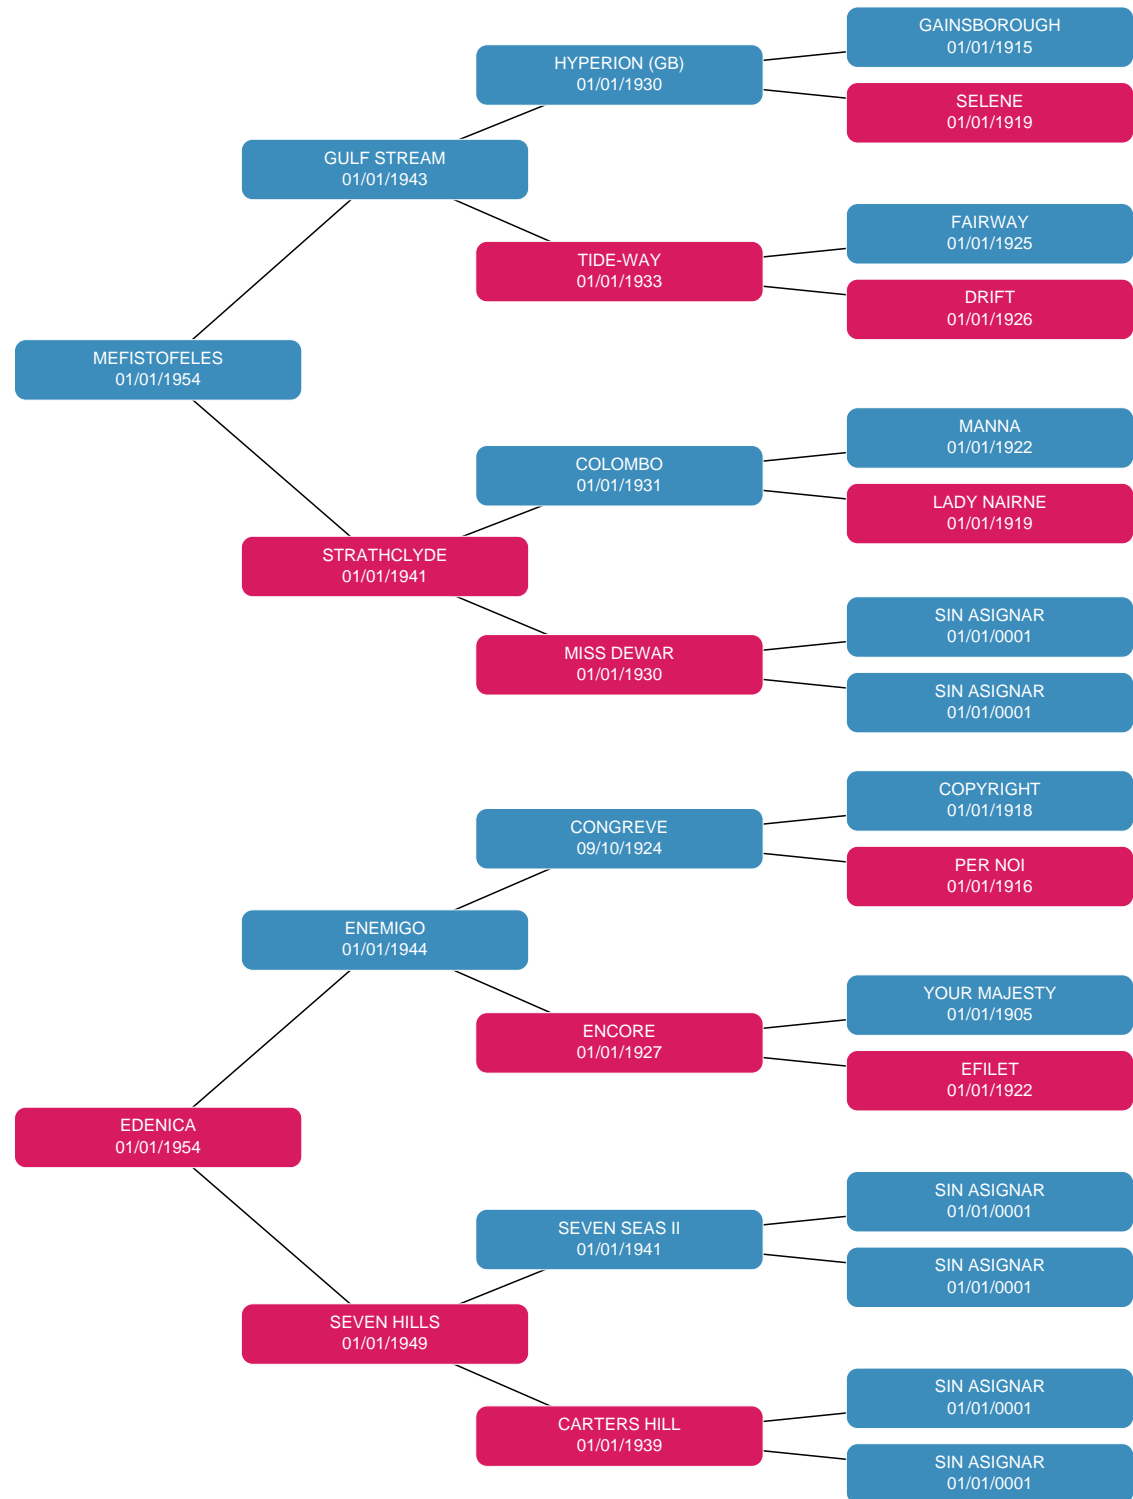 GAINSBOROUGH
01/01/1915
HYPERION (GB)
01/01/1930
SELENE
01/01/1919
GULF STREAM
01/01/1943
FAIRWAY
01/01/1925
TIDE-WAY
01/01/1933
DRIFT
01/01/1926
MEFISTOFELES
01/01/1954
MANNA
01/01/1922
COLOMBO
01/01/1931
LADY NAIRNE
01/01/1919
STRATHCLYDE
01/01/1941
SIN ASIGNAR
01/01/0001
MISS DEWAR
01/01/1930
SIN ASIGNAR
01/01/0001
COPYRIGHT
01/01/1918
CONGREVE
09/10/1924
PER NOI
01/01/1916
ENEMIGO
01/01/1944
YOUR MAJESTY
01/01/1905
ENCORE
01/01/1927
EFILET
01/01/1922
EDENICA
01/01/1954
SIN ASIGNAR
01/01/0001
SEVEN SEAS II
01/01/1941
SIN ASIGNAR
01/01/0001
SEVEN HILLS
01/01/1949
SIN ASIGNAR
01/01/0001
CARTERS HILL
01/01/1939
SIN ASIGNAR
01/01/0001